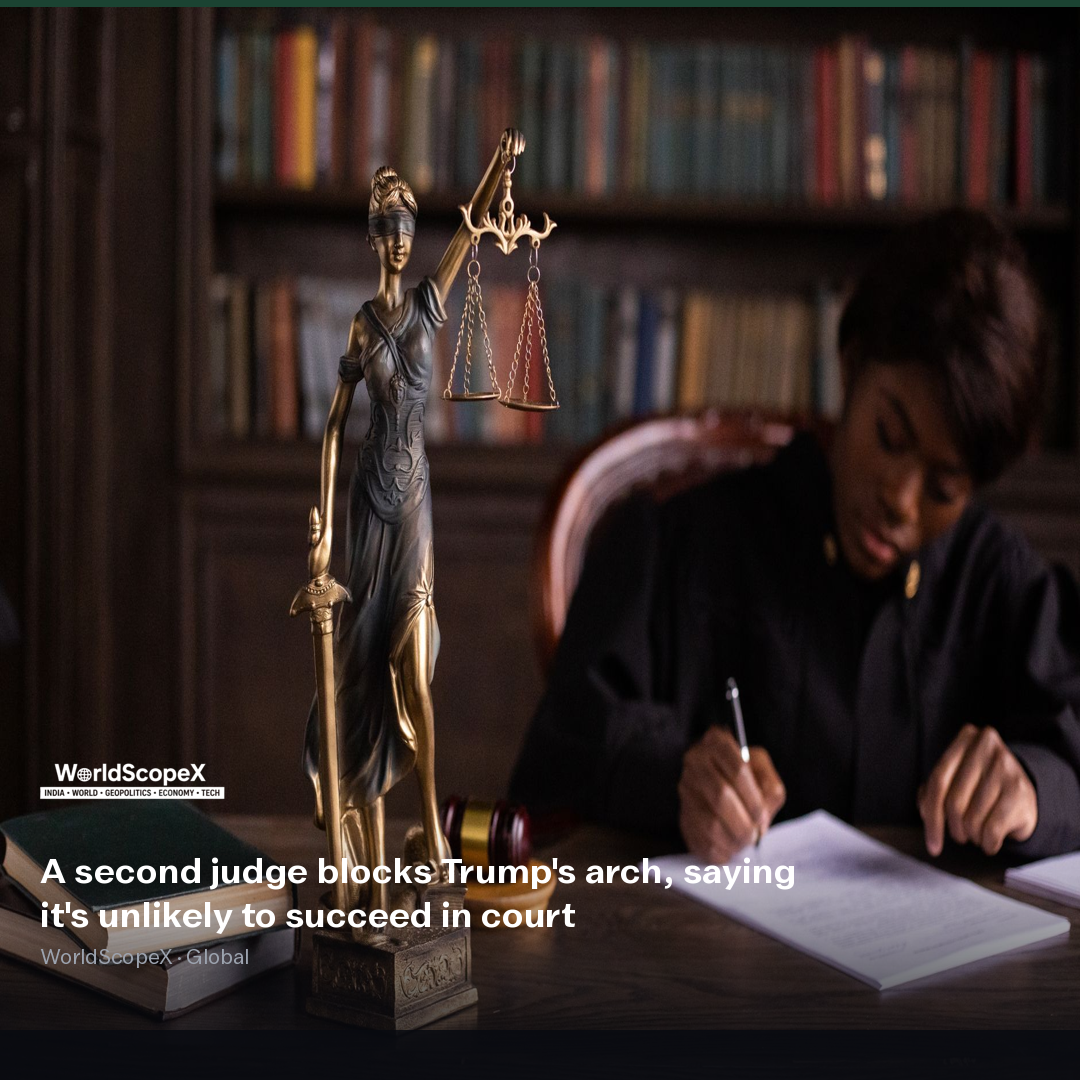 WorldScopeX
INDIA • WORLD • GEOPOLITICS • ECONOMY • TECH
A second judge blocks Trump's arch, saying
it's unlikely to succeed in court
WorldScopeX · Global